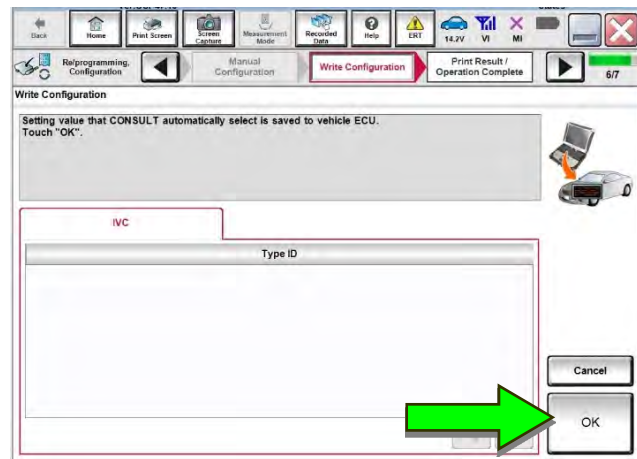 Back
Home
Print Screen
Screen Capture
Measurement Mode
Recorded Data
Help
ERT
14.2V
VI
MI
Re/programming, Configuration
Manual Configuration
Write Configuration
Print Result / Operation Complete
6/7
Write Configuration
Setting value that CONSULT automatically select is saved to vehicle ECU.
Touch "OK".
IVC
Type ID
Cancel
OK